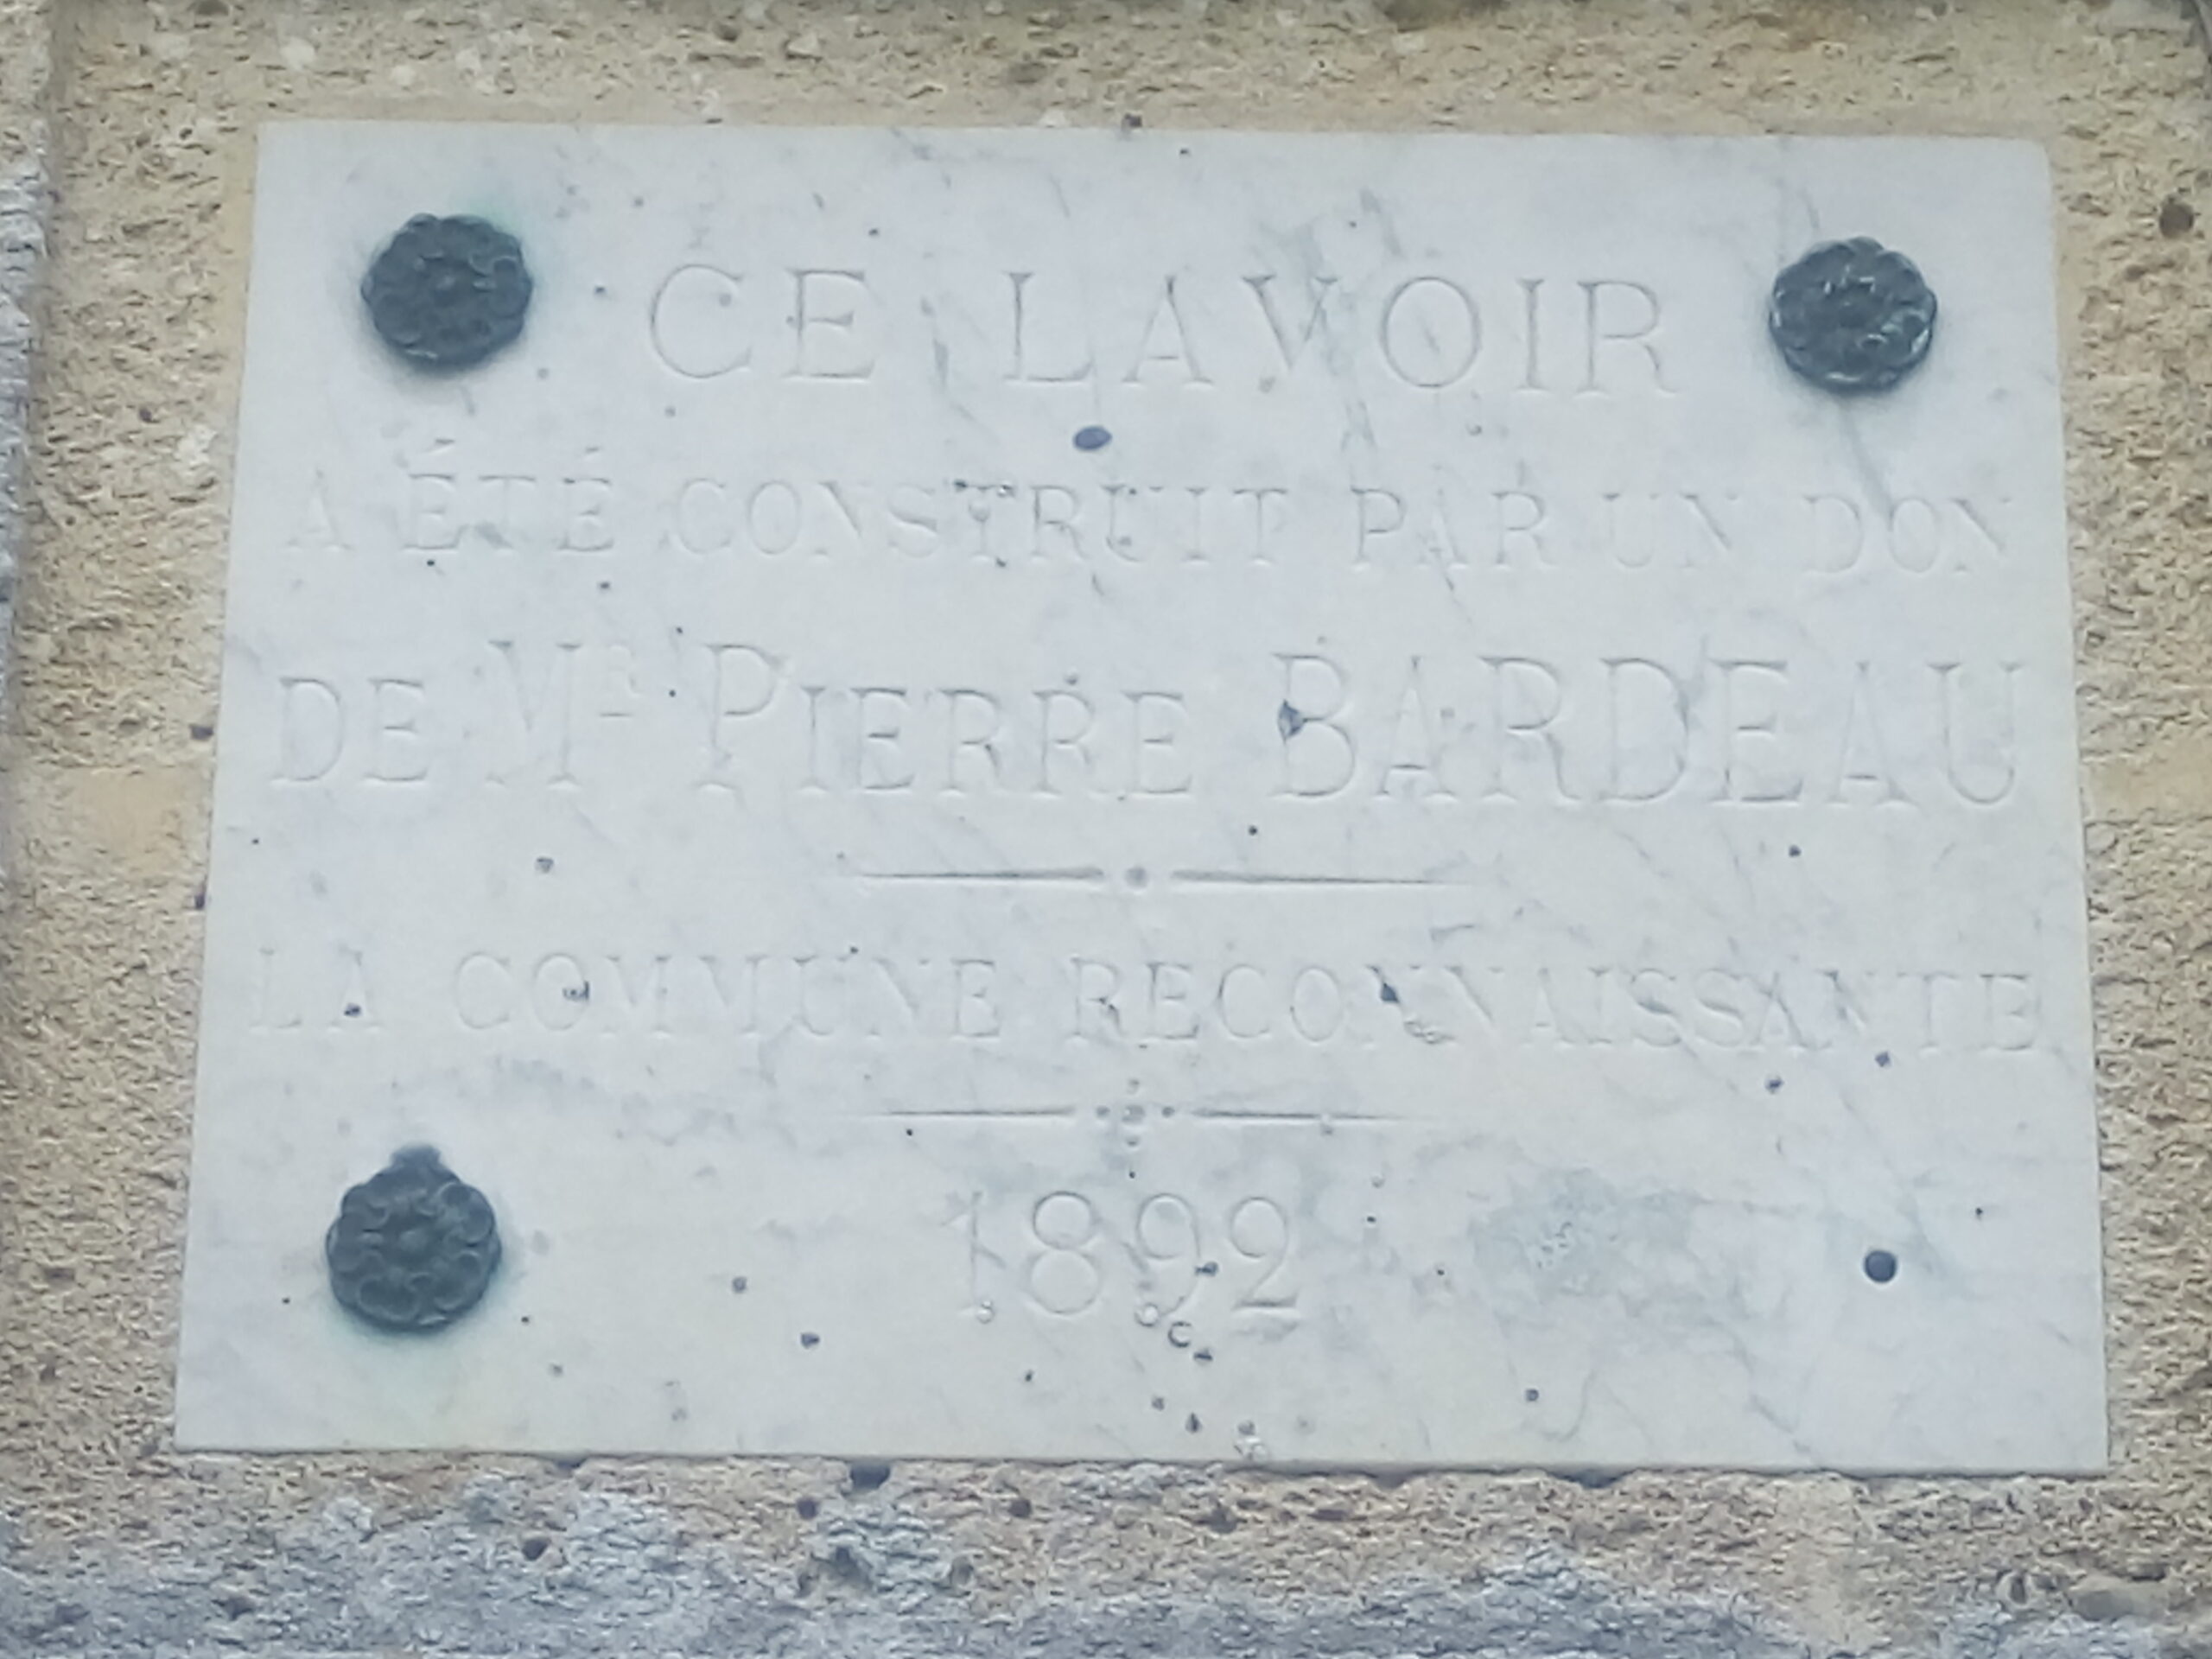 CE LAVOIR
A ÉTÉ CONSTRUIT PAR UN DON
DE MR PIERRE BARDEAU
LA COMMUNE RECONNAISSANTE
1892